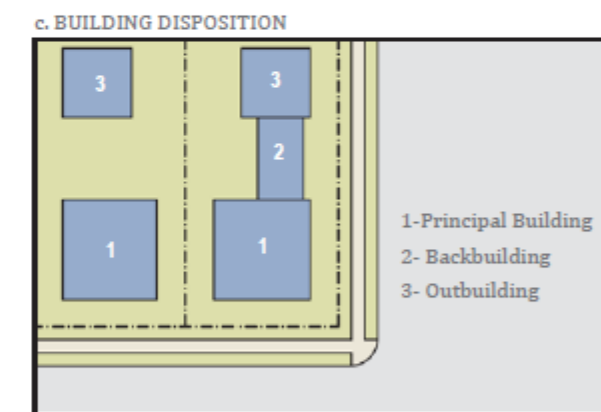 c. BUILDING DISPOSITION
3
3
2
1
1
1-Principal Building
2- Backbuilding
3- Outbuilding